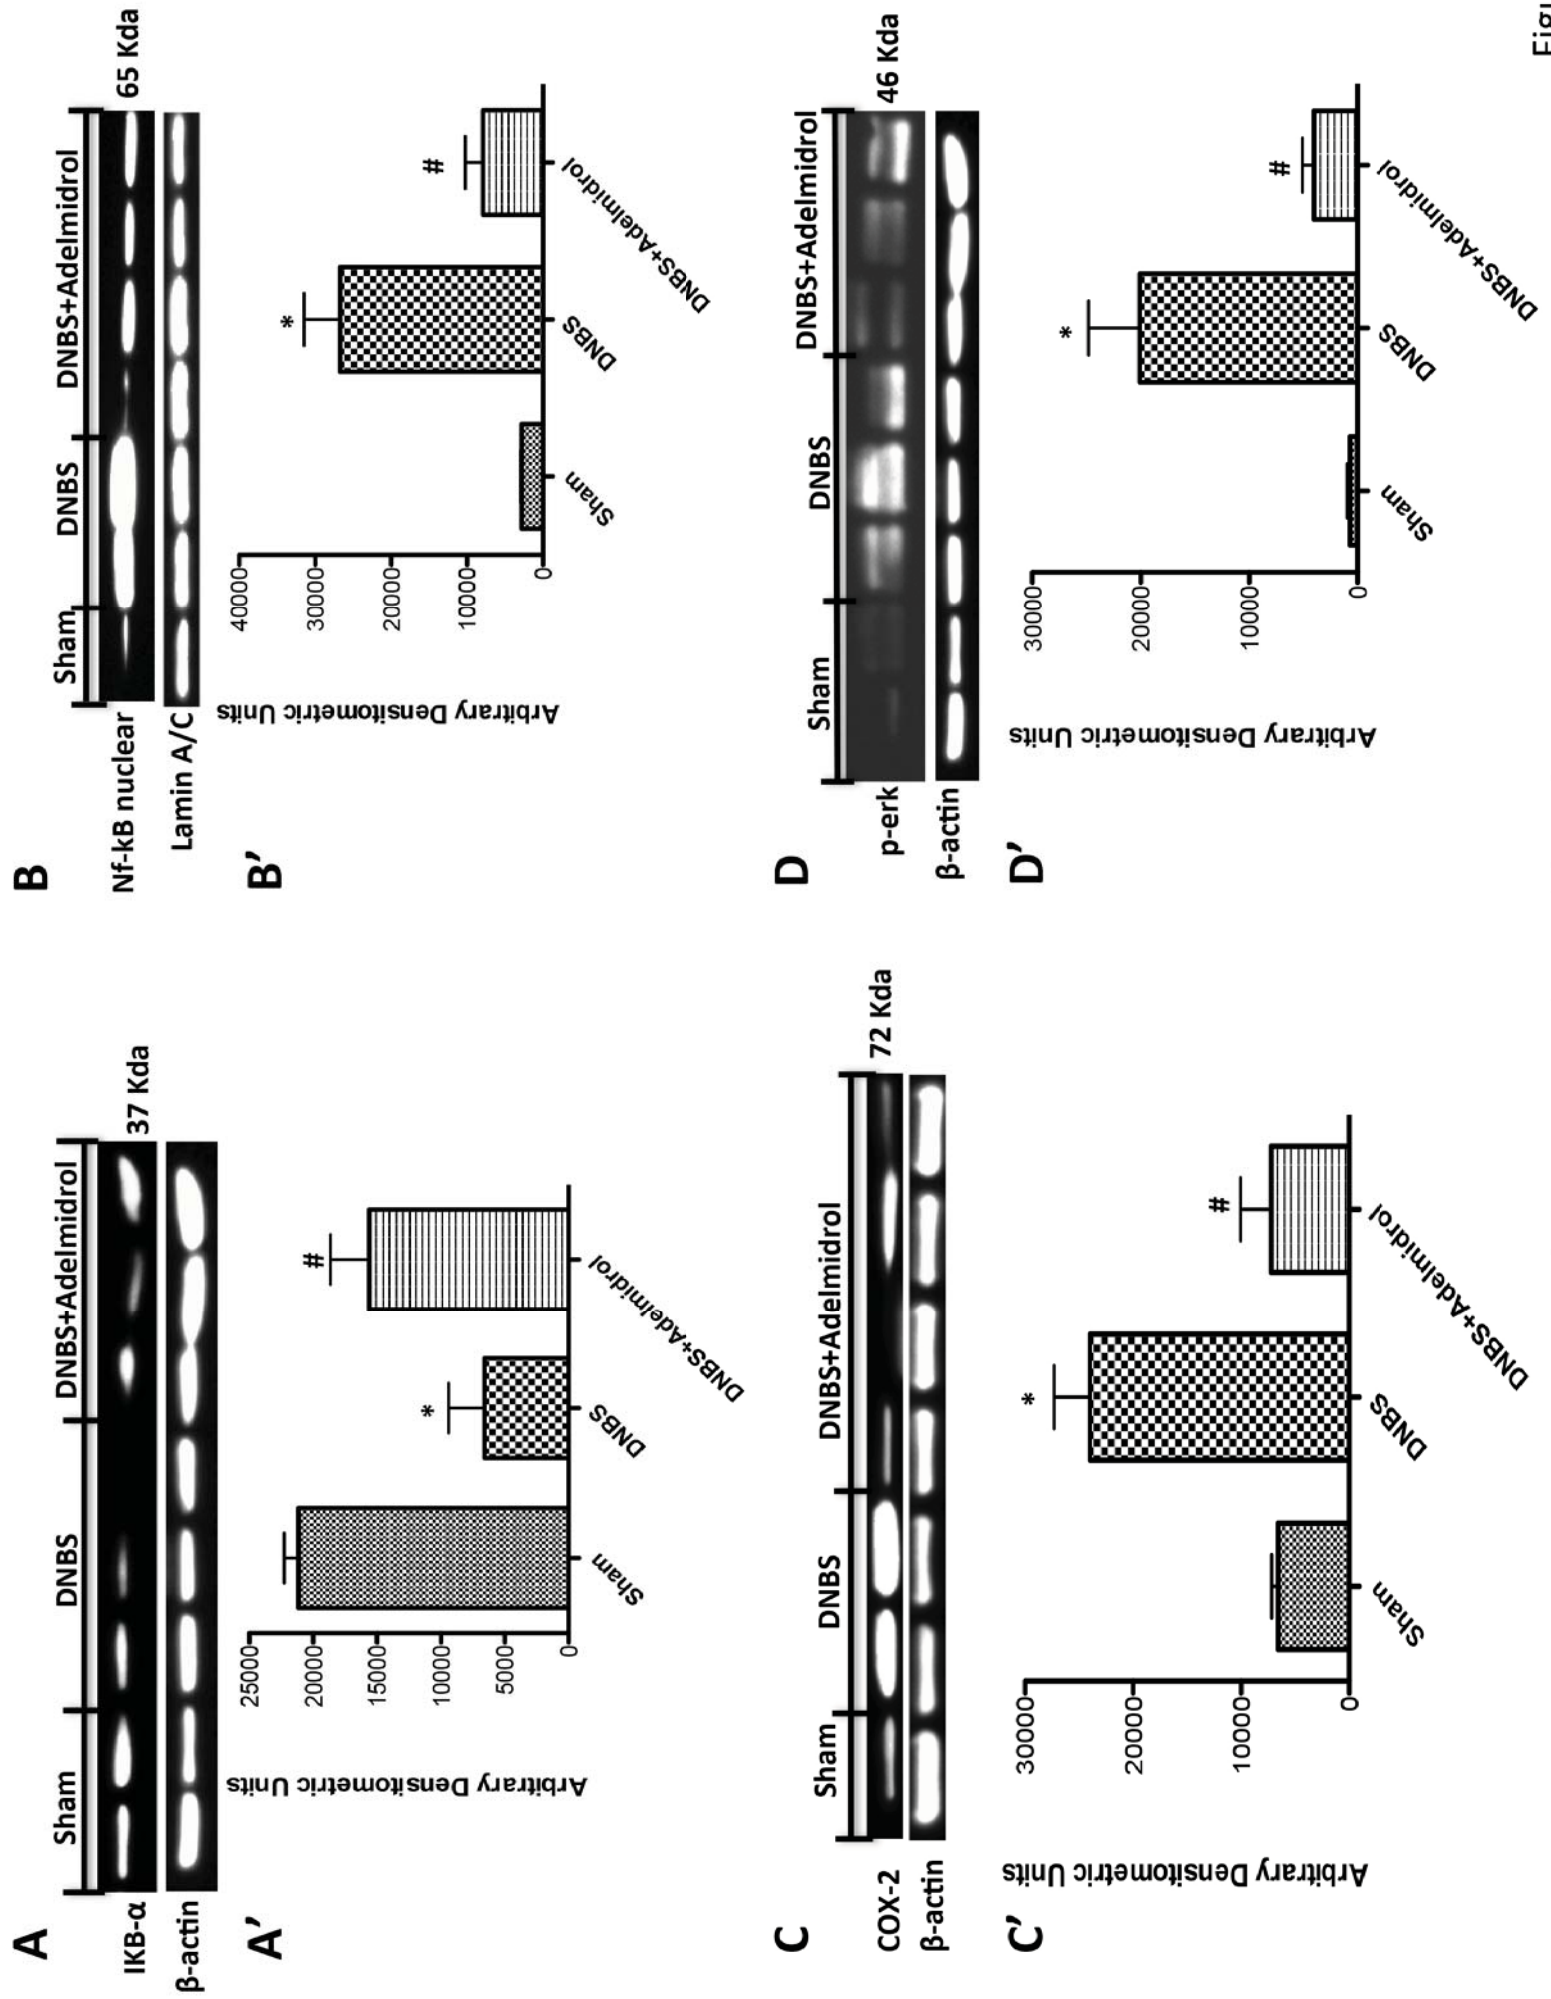 A
Sham DNBS DNBS+Adelmidrol
IKB-α 37 Kda
β-actin
A'
Arbitrary Densitometric Units
25000
20000
15000
10000
5000
0
Sham
DNBS
DNBS+Adelmidrol
*
#
B
Sham DNBS DNBS+Adelmidrol
Nf-kB nuclear 65 Kda
Lamin A/C
B'
Arbitrary Densitometric Units
40000
30000
20000
10000
0
Sham
DNBS
DNBS+Adelmidrol
*
#
C
Sham DNBS DNBS+Adelmidrol
COX-2 72 Kda
β-actin
C'
Arbitrary Densitometric Units
30000
20000
10000
0
Sham
DNBS
DNBS+Adelmidrol
*
#
D
Sham DNBS DNBS+Adelmidrol
p-erk 46 Kda
β-actin
D'
Arbitrary Densitometric Units
30000
20000
10000
0
Sham
DNBS
DNBS+Adelmidrol
*
#